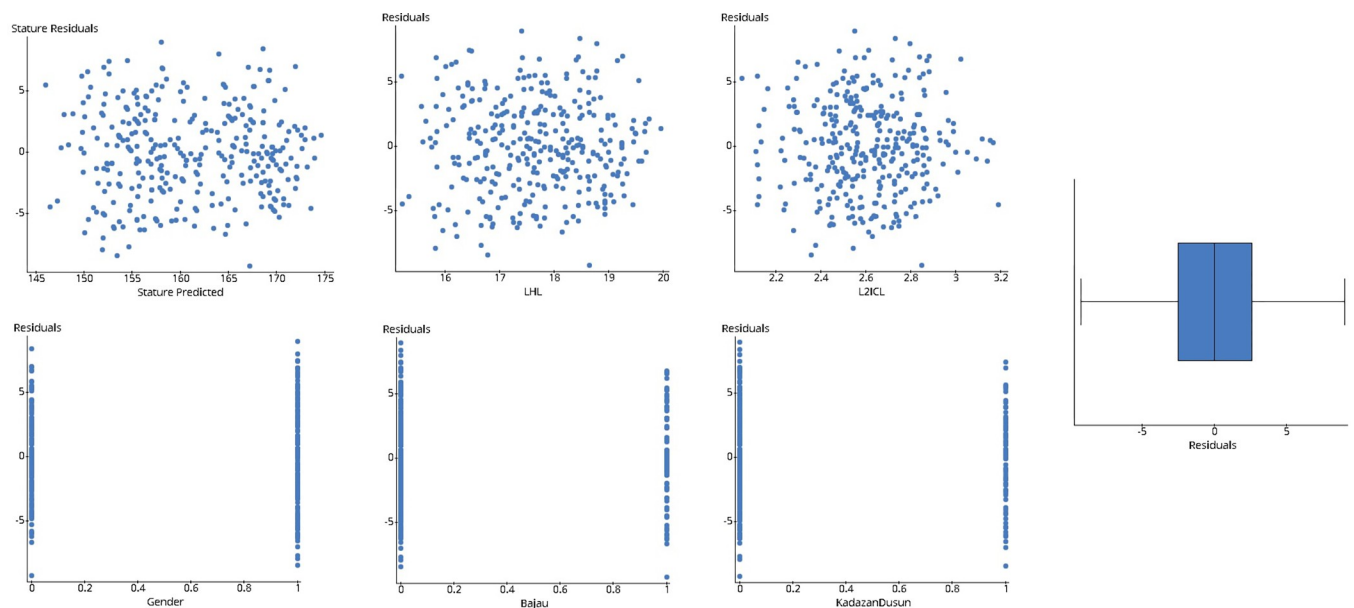 Stature Residuals
5
0
-5
145 150 155 160 165 170 175
Stature Predicted
Residuals
5
0
-5
16 17 18 19 20
LHL
Residuals
5
0
-5
2.2 2.4 2.6 2.8 3 3.2
L2ICL
-5 0 5
Residuals
Residuals
5
0
-5
0 0.2 0.4 0.6 0.8 1
Gender
Residuals
5
0
-5
0 0.2 0.4 0.6 0.8 1
Bajau
Residuals
5
0
-5
0 0.2 0.4 0.6 0.8 1
KadazanDusun